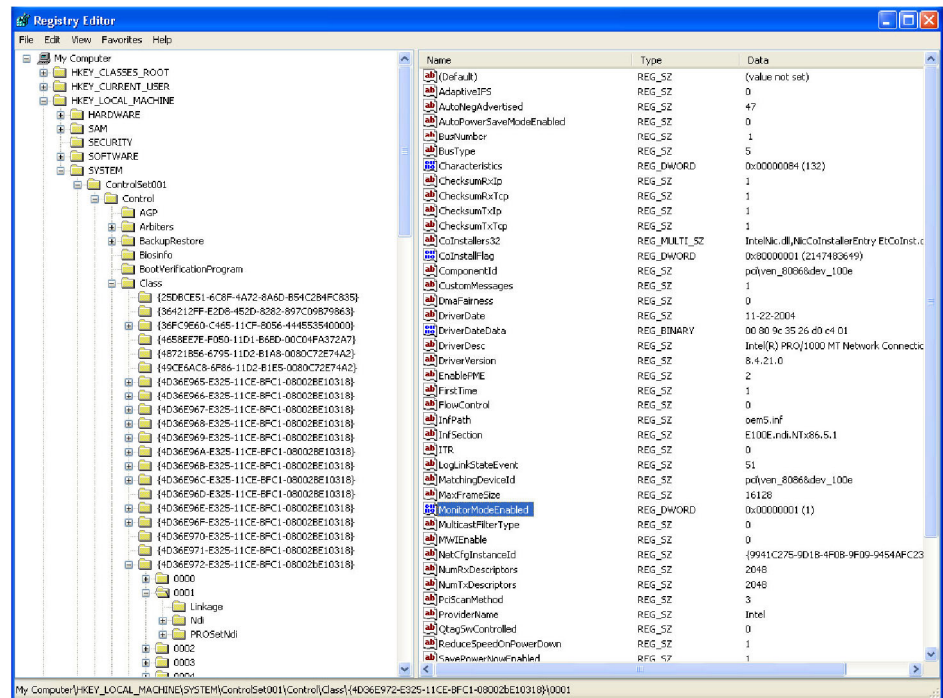 Registry Editor
File Edit View Favorites Help
My Computer
HKEY_CLASSES_ROOT
HKEY_CURRENT_USER
HKEY_LOCAL_MACHINE
HARDWARE
SAM
SECURITY
SOFTWARE
SYSTEM
ControlSet001
Control
AGP
Arbiters
BackupRestore
Biosinfo
BootVerificationProgram
Class
{25DBCE51-6C8F-4A72-8A6D-B54C2B4FC835}
{364212FF-E2D8-452D-8282-897C09B79863}
{36FC9E60-C465-11CF-8056-444553540000}
{4658EE7E-F050-11D1-B6BD-00C04FA372A7}
{48721B56-6795-11D2-B1A8-0080C72E74A2}
{49CE6AC8-6F86-11D2-B1E5-0080C72E74A2}
{4D36E965-E325-11CE-BFC1-08002BE10318}
{4D36E966-E325-11CE-BFC1-08002BE10318}
{4D36E967-E325-11CE-BFC1-08002BE10318}
{4D36E968-E325-11CE-BFC1-08002BE10318}
{4D36E969-E325-11CE-BFC1-08002BE10318}
{4D36E96A-E325-11CE-BFC1-08002BE10318}
{4D36E96B-E325-11CE-BFC1-08002BE10318}
{4D36E96C-E325-11CE-BFC1-08002BE10318}
{4D36E96D-E325-11CE-BFC1-08002BE10318}
{4D36E96E-E325-11CE-BFC1-08002BE10318}
{4D36E96F-E325-11CE-BFC1-08002BE10318}
{4D36E970-E325-11CE-BFC1-08002BE10318}
{4D36E971-E325-11CE-BFC1-08002BE10318}
{4D36E972-E325-11CE-BFC1-08002bE10318}
0000
0001
Linkage
Ndi
PROSetNdi
0002
0003
0004
Name Type Data
(Default) REG_SZ (value not set)
AdaptiveIFS REG_SZ 0
AutoNegAdvertised REG_SZ 47
AutoPowerSaveModeEnabled REG_SZ 0
BusNumber REG_SZ 1
BusType REG_SZ 5
Characteristics REG_DWORD 0x00000084 (132)
ChecksumRxIp REG_SZ 1
ChecksumRxTcp REG_SZ 1
ChecksumTxIp REG_SZ 1
ChecksumTxTcp REG_SZ 1
CoInstallers32 REG_MULTI_SZ IntelNic.dll,NicCoInstallerEntry EtCoInst.c
CoInstallFlag REG_DWORD 0x80000001 (2147483649)
ComponentId REG_SZ pci\ven_8086&dev_100e
CustomMessages REG_SZ 1
DmaFairness REG_SZ 0
DriverDate REG_SZ 11-22-2004
DriverDateData REG_BINARY 00 80 9c 35 26 d0 c4 01
DriverDesc REG_SZ Intel(R) PRO/1000 MT Network Connectic
DriverVersion REG_SZ 8.4.21.0
EnablePME REG_SZ 2
FirstTime REG_SZ 1
FlowControl REG_SZ 0
InfPath REG_SZ oem5.inf
InfSection REG_SZ E100E.ndi.NTx86.5.1
ITR REG_SZ 0
LogLinkStateEvent REG_SZ 51
MatchingDeviceId REG_SZ pci\ven_8086&dev_100e
MaxFrameSize REG_SZ 16128
MonitorModeEnabled REG_DWORD 0x00000001 (1)
MulticastFilterType REG_SZ 0
MWIEnable REG_SZ 0
NetCfgInstanceId REG_SZ {9941C275-9D1B-4F0B-9F09-9454AFC23
NumRxDescriptors REG_SZ 2048
NumTxDescriptors REG_SZ 2048
PciScanMethod REG_SZ 3
ProviderName REG_SZ Intel
QtagSwControlled REG_SZ 0
ReduceSpeedOnPowerDown REG_SZ 1
SavePowerNowEnabled REG_SZ 1
My Computer\HKEY_LOCAL_MACHINE\SYSTEM\ControlSet001\Control\Class\{4D36E972-E325-11CE-BFC1-08002bE10318}\0001